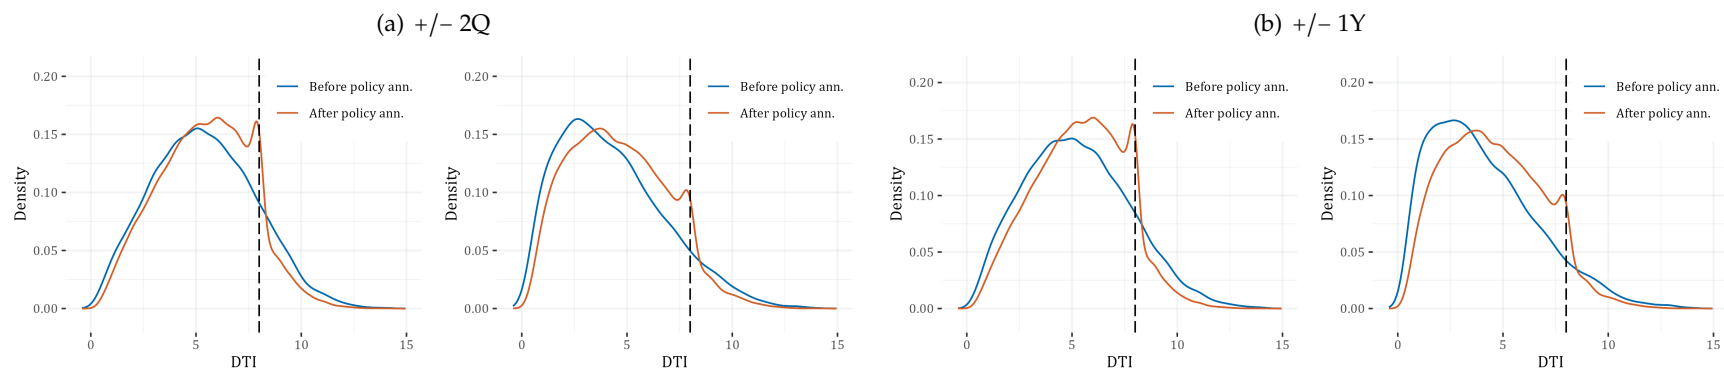 (a) +/− 2Q
0.20
0.15
0.10
0.05
0.00
Density
0
5
10
15
DTI
Before policy ann.
After policy ann.
0.20
0.15
0.10
0.05
0.00
Density
0
5
10
15
DTI
Before policy ann.
After policy ann.
(b) +/− 1Y
0.20
0.15
0.10
0.05
0.00
Density
0
5
10
15
DTI
Before policy ann.
After policy ann.
0.20
0.15
0.10
0.05
0.00
Density
0
5
10
15
DTI
Before policy ann.
After policy ann.